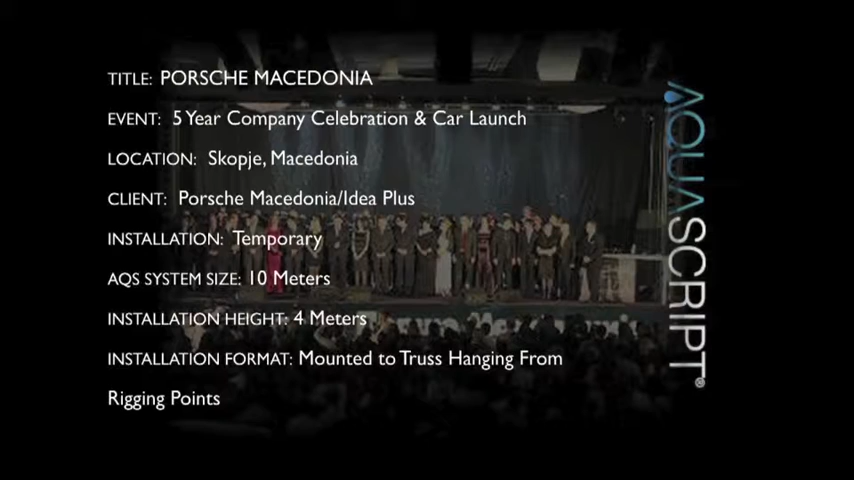 TITLE: PORSCHE MACEDONIA
EVENT: 5 Year Company Celebration & Car Launch
LOCATION: Skopje, Macedonia
CLIENT: Porsche Macedonia/Idea Plus
INSTALLATION: Temporary
AQS SYSTEM SIZE: 10 Meters
INSTALLATION HEIGHT: 4 Meters
INSTALLATION FORMAT: Mounted to Truss Hanging From
Rigging Points
AQUASCRIPT®